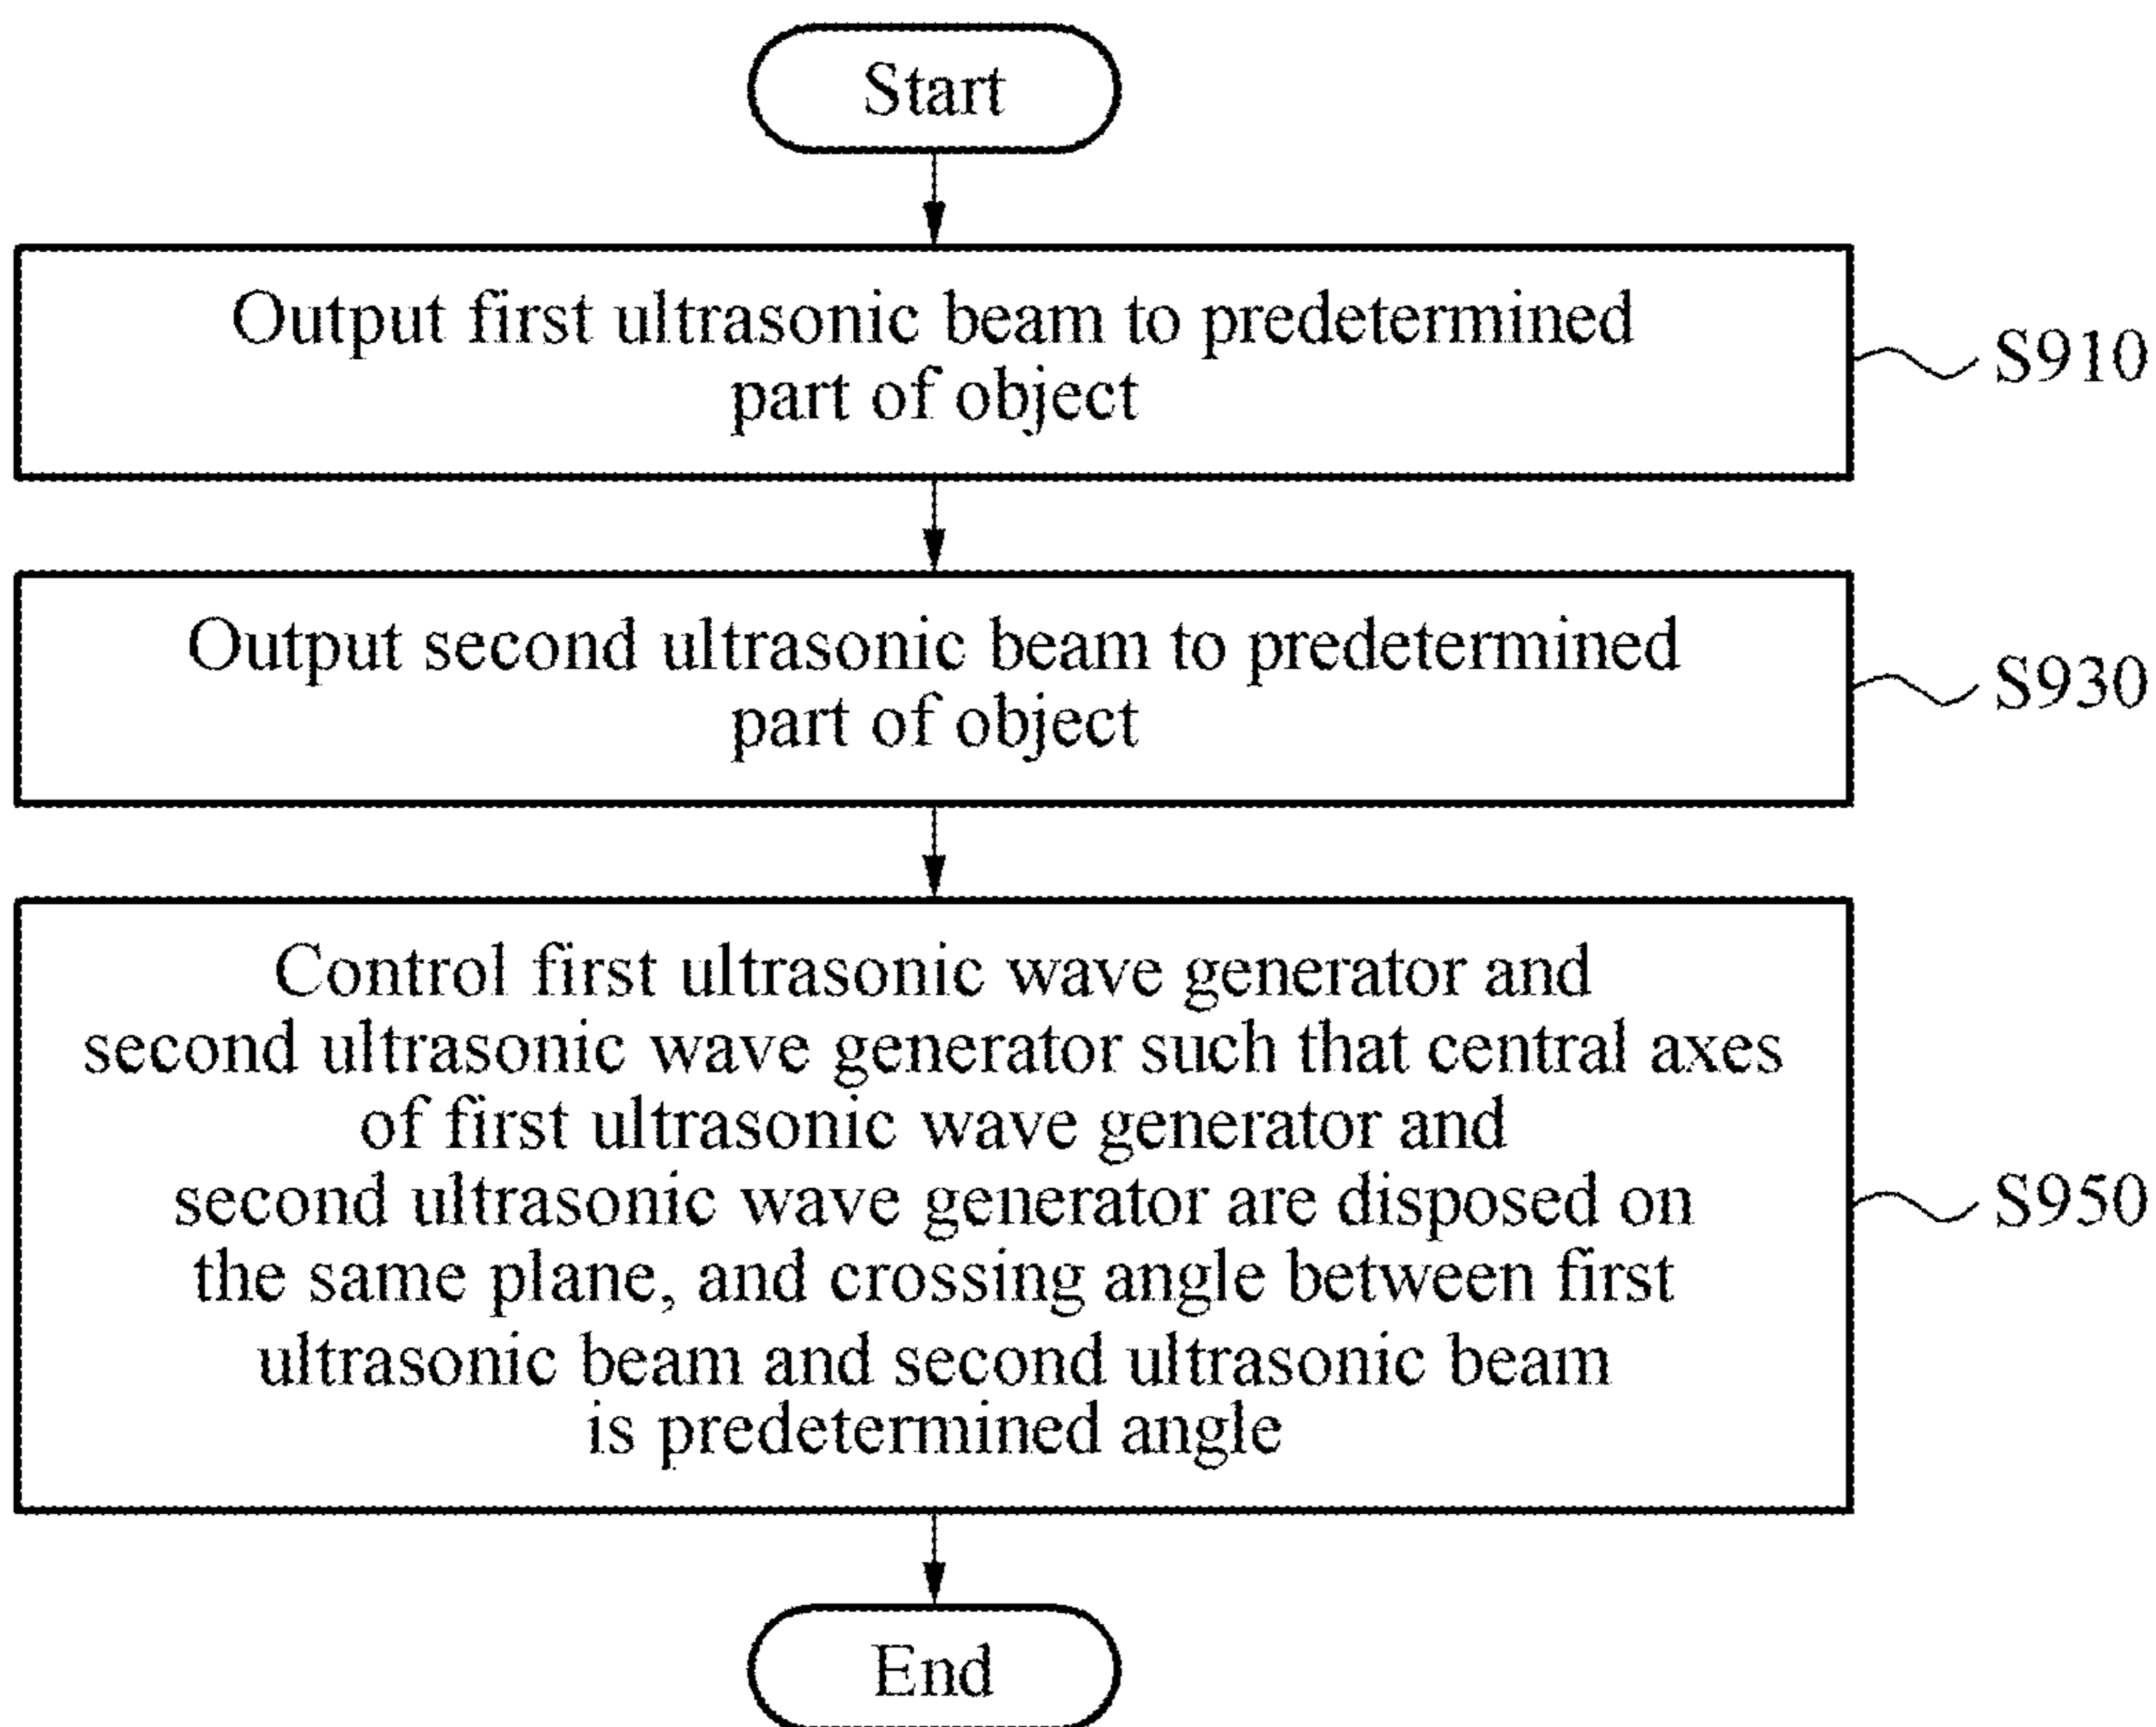 Start
Output first ultrasonic beam to predetermined
part of object
S910
Output second ultrasonic beam to predetermined
part of object
S930
Control first ultrasonic wave generator and
second ultrasonic wave generator such that central axes
of first ultrasonic wave generator and
second ultrasonic wave generator are disposed on
the same plane, and crossing angle between first
ultrasonic beam and second ultrasonic beam
is predetermined angle
S950
End